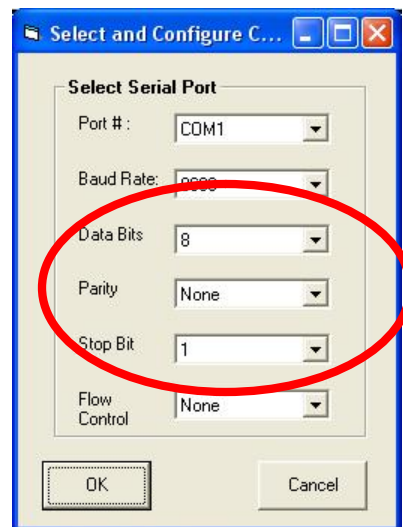 Select and Configure C...
Select Serial Port
Port # : COM1
Baud Rate:
Data Bits 8
Parity None
Stop Bit 1
Flow Control None
OK Cancel